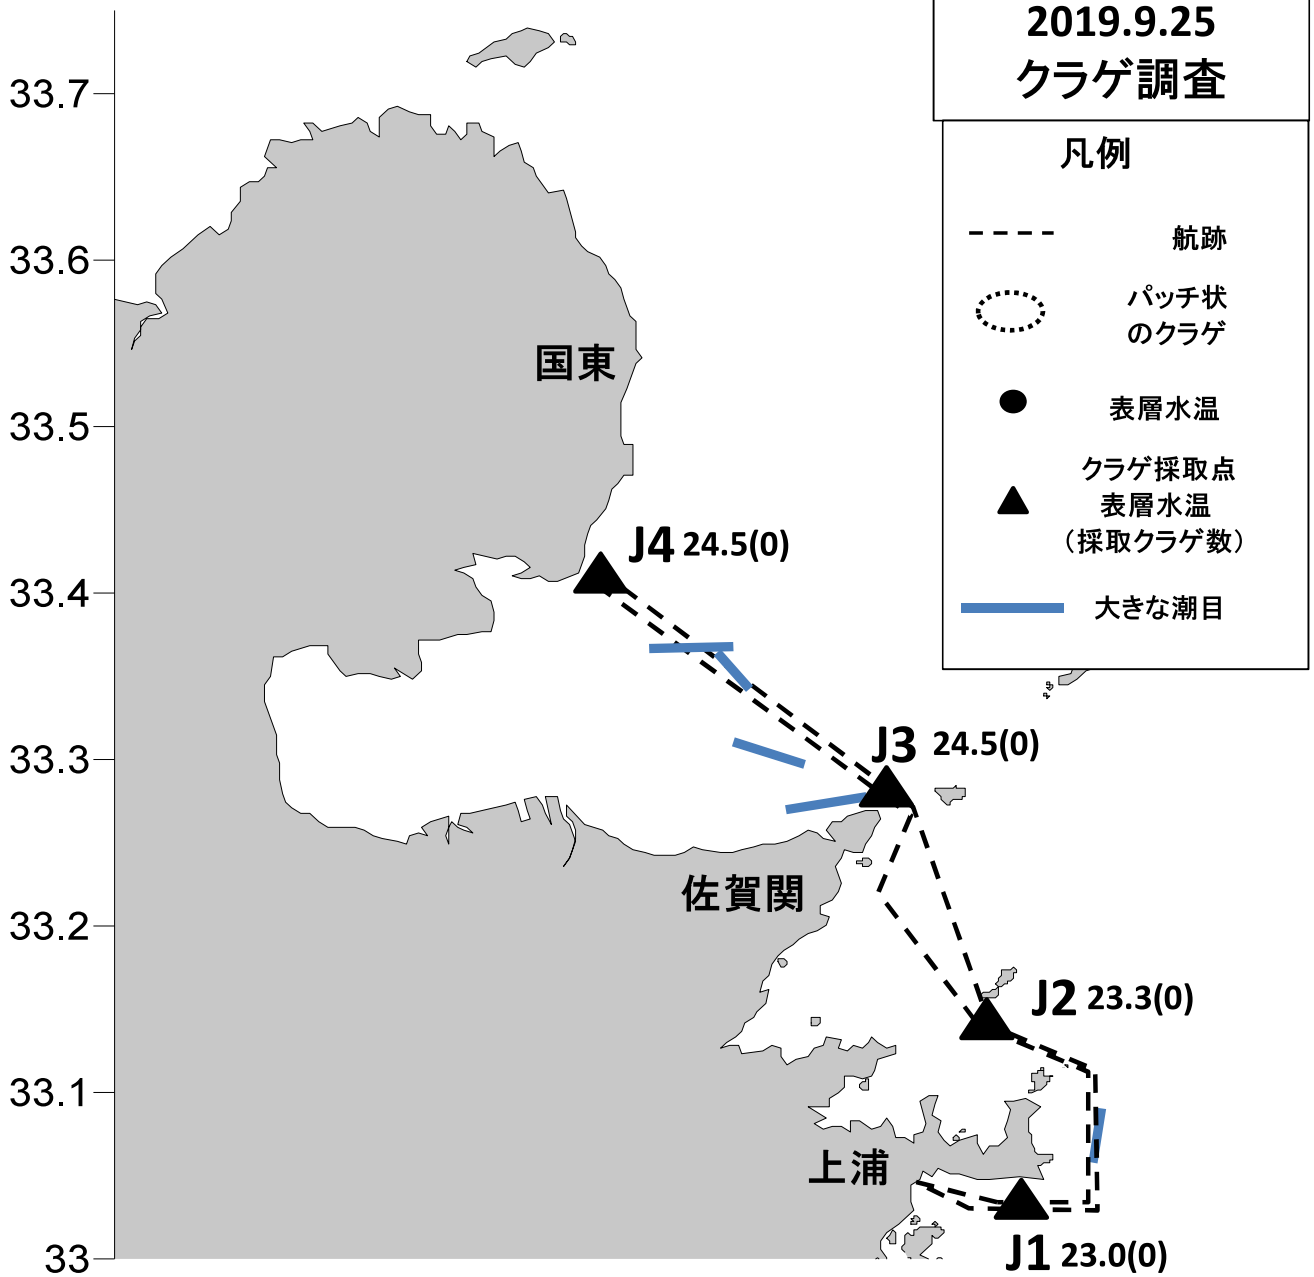 2019.9.25
クラゲ調査
凡例
航跡
パッチ状
のクラゲ
表層水温
クラゲ採取点
表層水温
（採取クラゲ数）
大きな潮目
33.7
33.6
33.5
33.4
33.3
33.2
33.1
33
国東
J4 24.5(0)
J3 24.5(0)
佐賀関
J2 23.3(0)
上浦
J1 23.0(0)